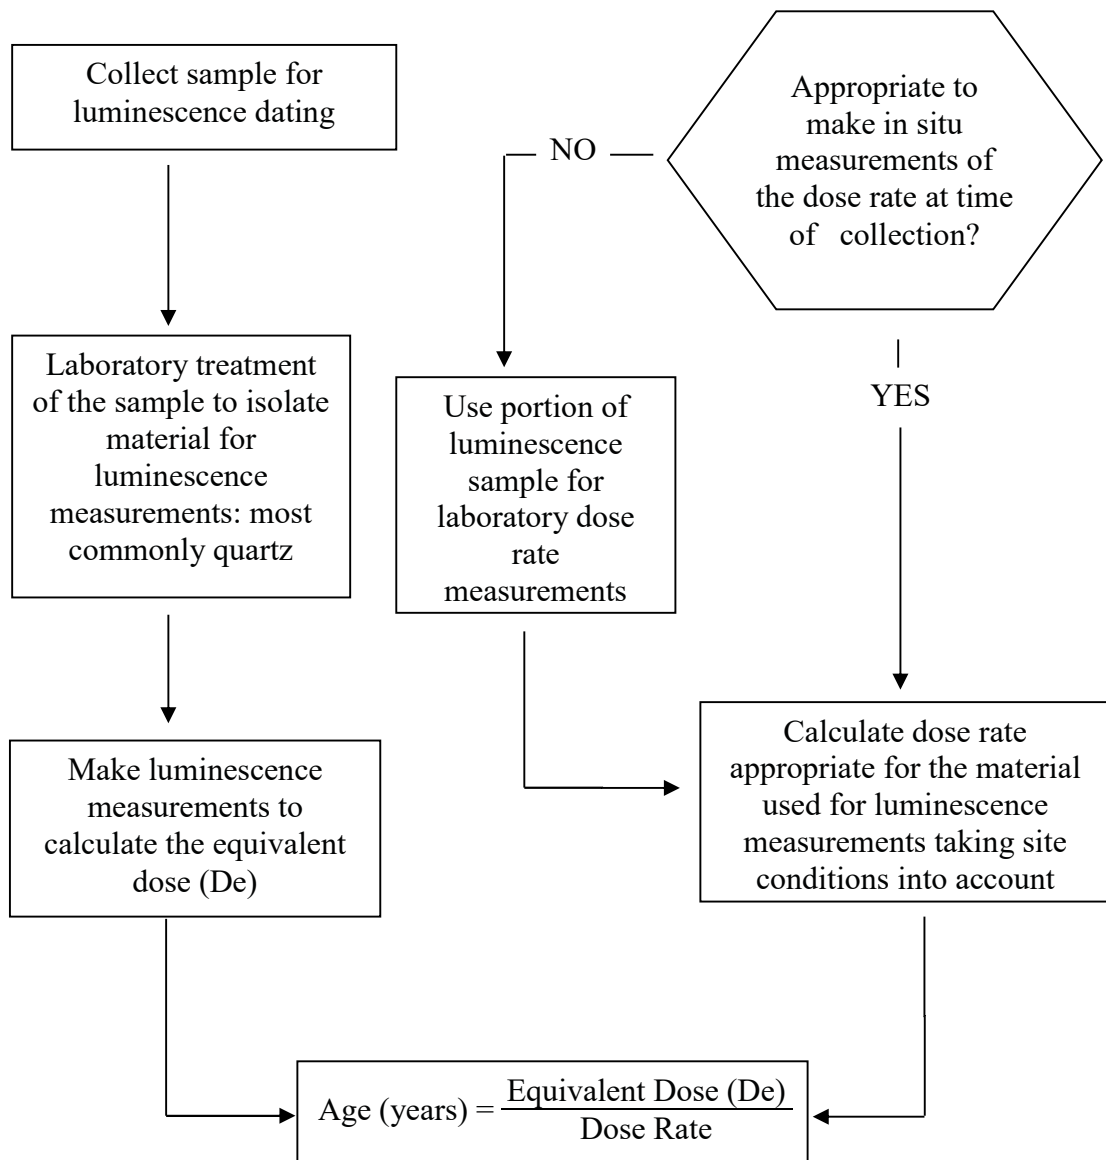 Collect sample for
luminescence dating
Appropriate to
make in situ
measurements of
the dose rate at time
of collection?
NO
YES
Laboratory treatment
of the sample to isolate
material for
luminescence
measurements: most
commonly quartz
Use portion of
luminescence
sample for
laboratory dose
rate
measurements
Make luminescence
measurements to
calculate the equivalent
dose (De)
Calculate dose rate
appropriate for the material
used for luminescence
measurements taking site
conditions into account
Age (years) = Equivalent Dose (De)
Dose Rate